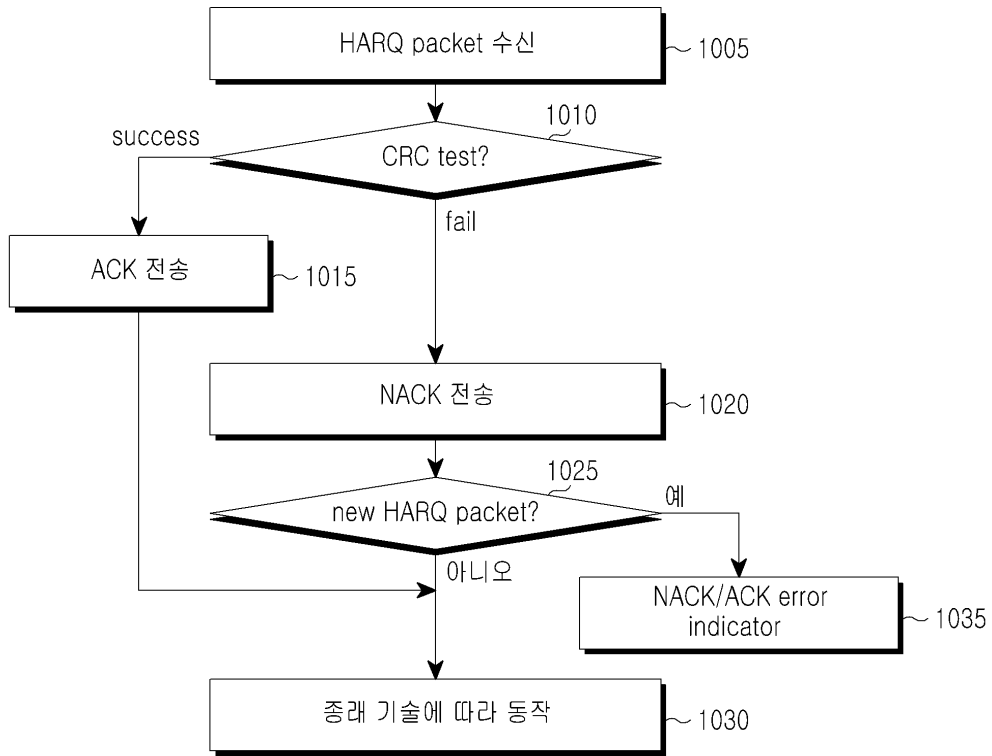 HARQ packet 수신
1005
1010
success
CRC test?
fail
ACK 전송
1015
NACK 전송
1020
1025
예
new HARQ packet?
아니오
NACK/ACK error
indicator
1035
종래 기술에 따라 동작
1030